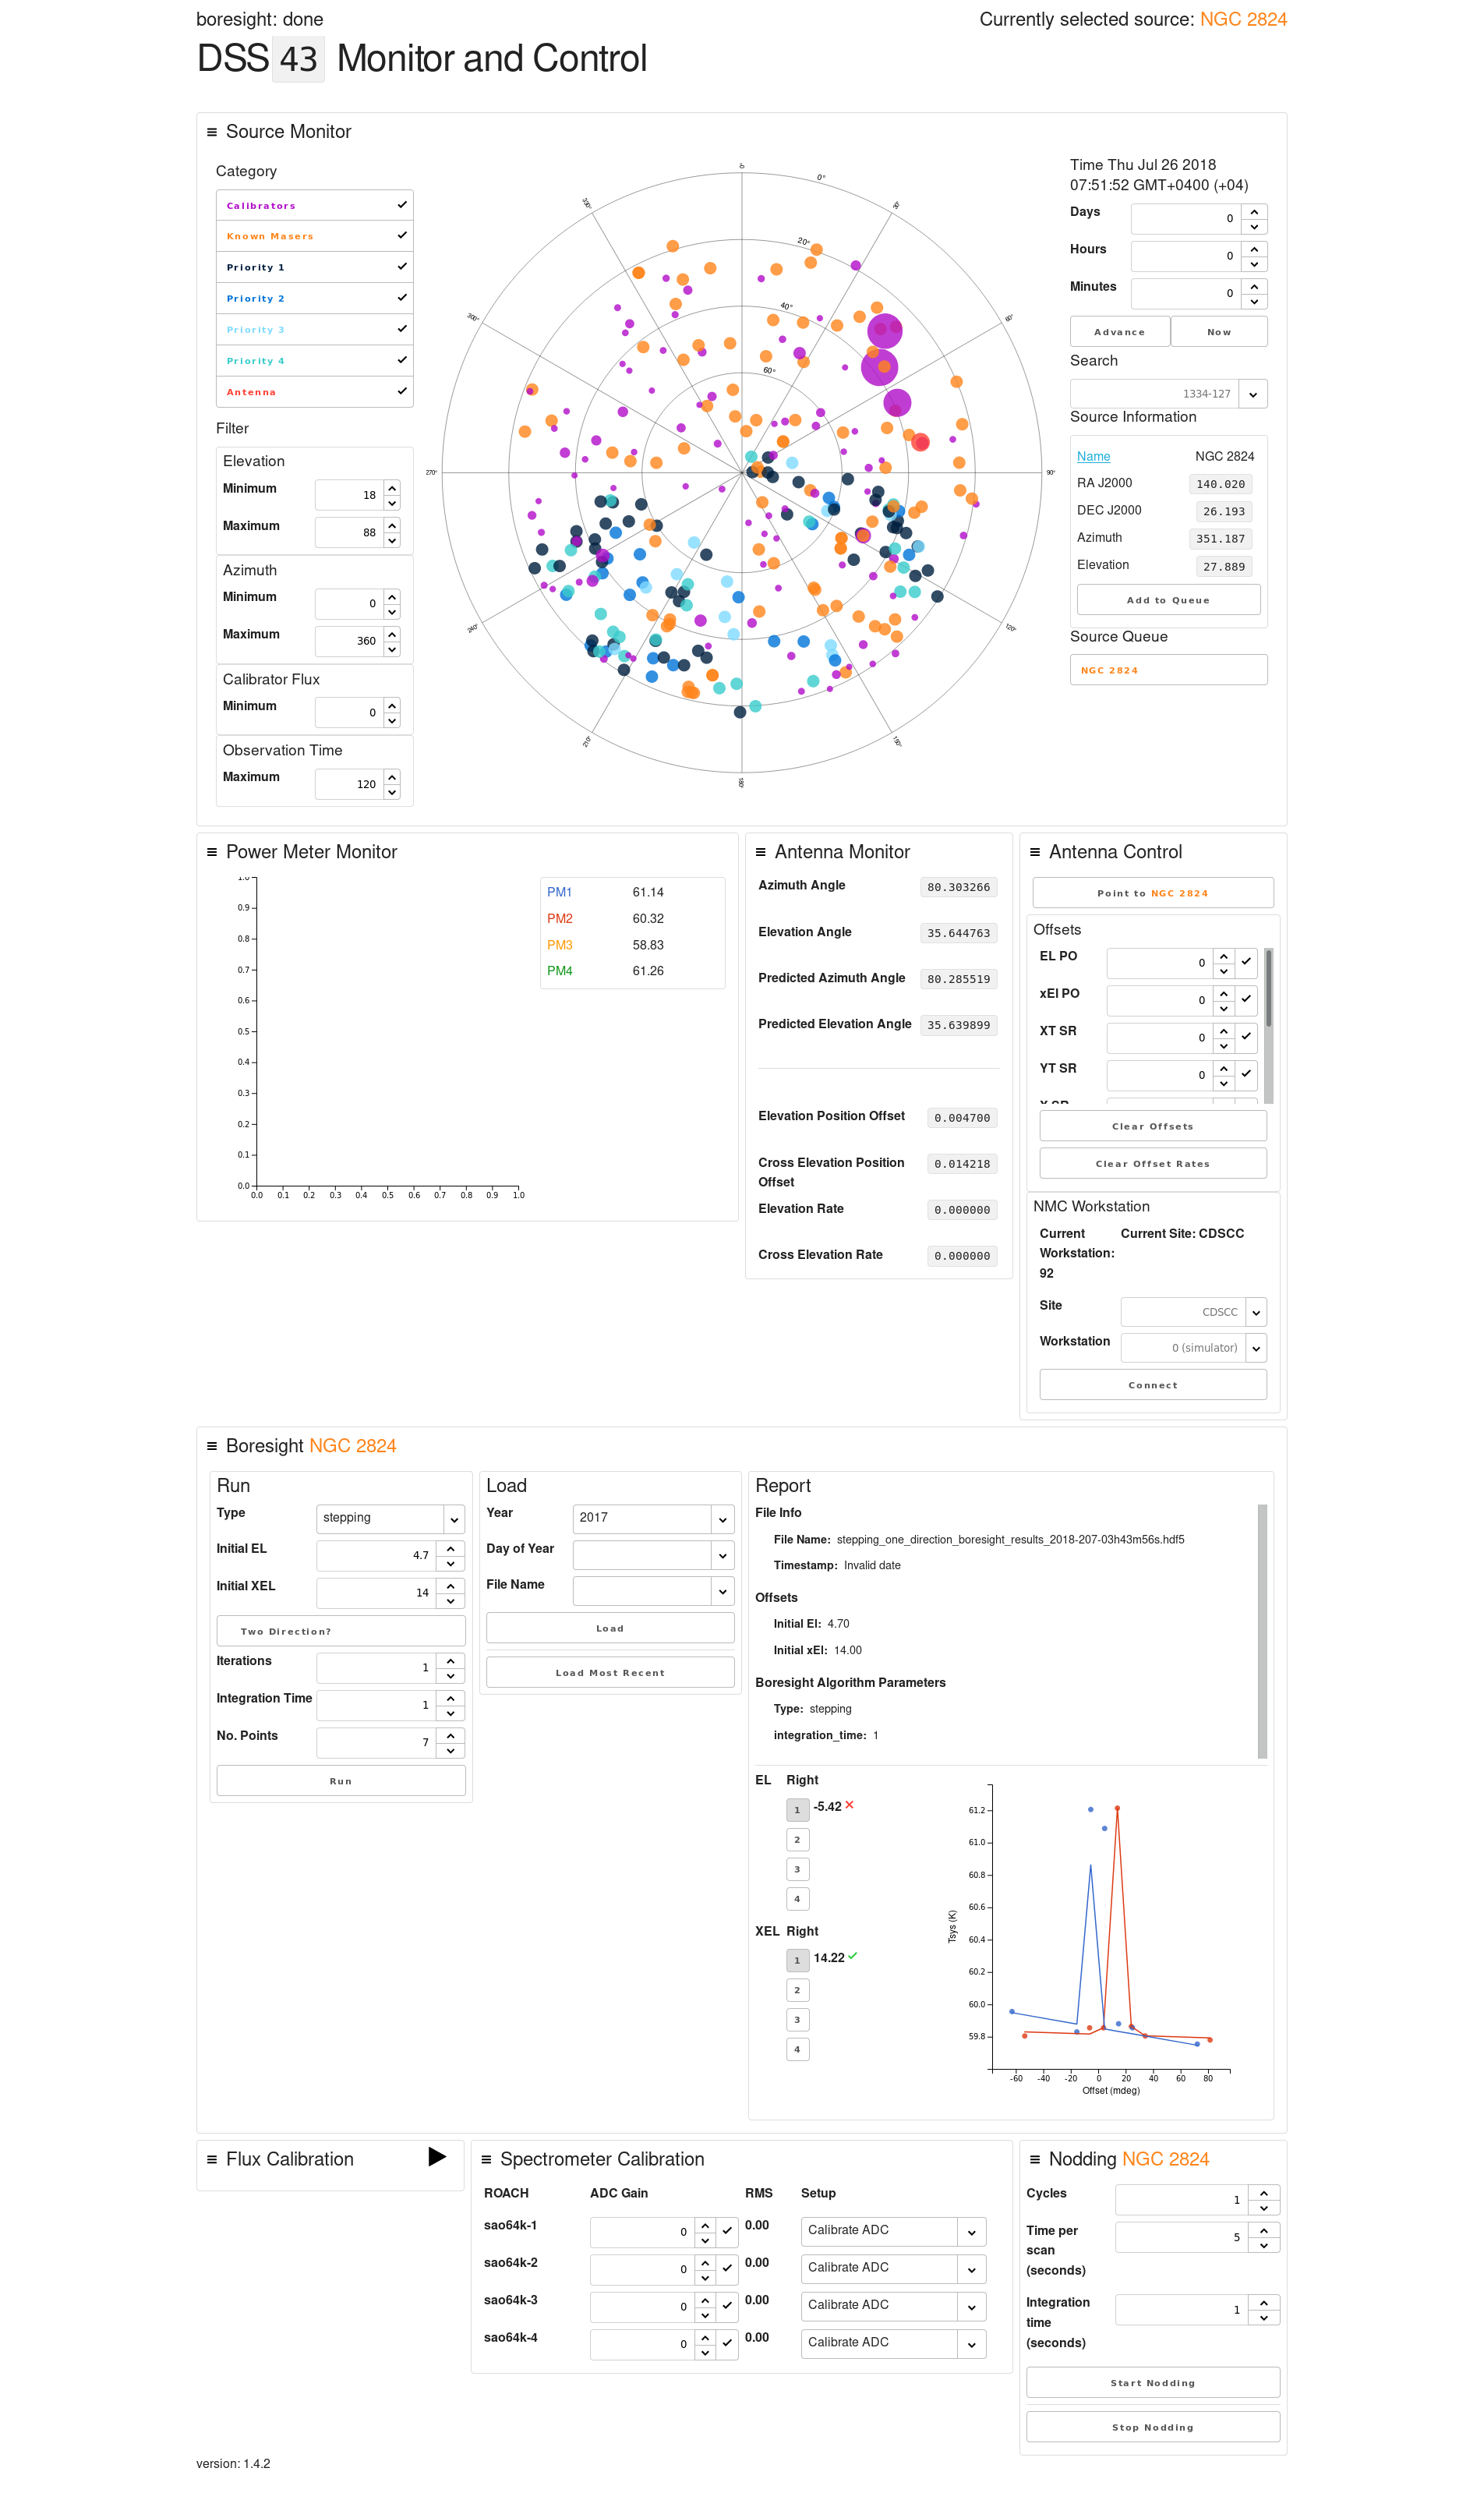 boresight: done
Currently selected source: NGC 2824
DSS 43 Monitor and Control
Source Monitor
Category
Calibrators
Known Masers
Priority 1
Priority 2
Priority 3
Priority 4
Antenna
Filter
Elevation
Minimum 18
Maximum 88
Azimuth
Minimum 0
Maximum 360
Calibrator Flux
Minimum 0
Observation Time
Maximum 120
0°
0°
20°
40°
60°
30°
60°
90°
120°
150°
180°
210°
240°
270°
300°
330°
Time Thu Jul 26 2018
07:51:52 GMT+0400 (+04)
Days 0
Hours 0
Minutes 0
Advance Now
Search
1334-127
Source Information
Name NGC 2824
RA J2000 140.020
DEC J2000 26.193
Azimuth 351.187
Elevation 27.889
Add to Queue
Source Queue
NGC 2824
Power Meter Monitor
1.0
0.9
0.8
0.7
0.6
0.5
0.4
0.3
0.2
0.1
0.0
0.0 0.1 0.2 0.3 0.4 0.5 0.6 0.7 0.8 0.9 1.0
PM1 61.14
PM2 60.32
PM3 58.83
PM4 61.26
Antenna Monitor
Azimuth Angle 80.303266
Elevation Angle 35.644763
Predicted Azimuth Angle 80.285519
Predicted Elevation Angle 35.639899
Elevation Position Offset 0.004700
Cross Elevation Position
Offset 0.014218
Elevation Rate 0.000000
Cross Elevation Rate 0.000000
Antenna Control
Point to NGC 2824
Offsets
EL PO 0
xEl PO 0
XT SR 0
YT SR 0
X SR
Clear Offsets
Clear Offset Rates
NMC Workstation
Current
Workstation:
92
Current Site: CDSCC
Site CDSCC
Workstation 0 (simulator)
Connect
Boresight NGC 2824
Run
Type stepping
Initial EL 4.7
Initial XEL 14
Two Direction?
Iterations 1
Integration Time 1
No. Points 7
Run
Load
Year 2017
Day of Year
File Name
Load
Load Most Recent
Report
File Info
File Name: stepping_one_direction_boresight_results_2018-207-03h43m56s.hdf5
Timestamp: Invalid date
Offsets
Initial El: 4.70
Initial xEl: 14.00
Boresight Algorithm Parameters
Type: stepping
integration_time: 1
EL Right
1 -5.42
2
3
4
XEL Right
1 14.22
2
3
4
Tsys (K)
61.2
61.0
60.8
60.6
60.4
60.2
60.0
59.8
-60 -40 -20 0 20 40 60 80
Offset (mdeg)
Flux Calibration
Spectrometer Calibration
ROACH ADC Gain RMS Setup
sao64k-1 0 0.00 Calibrate ADC
sao64k-2 0 0.00 Calibrate ADC
sao64k-3 0 0.00 Calibrate ADC
sao64k-4 0 0.00 Calibrate ADC
Nodding NGC 2824
Cycles 1
Time per
scan
(seconds)
5
Integration
time
(seconds)
1
Start Nodding
Stop Nodding
version: 1.4.2